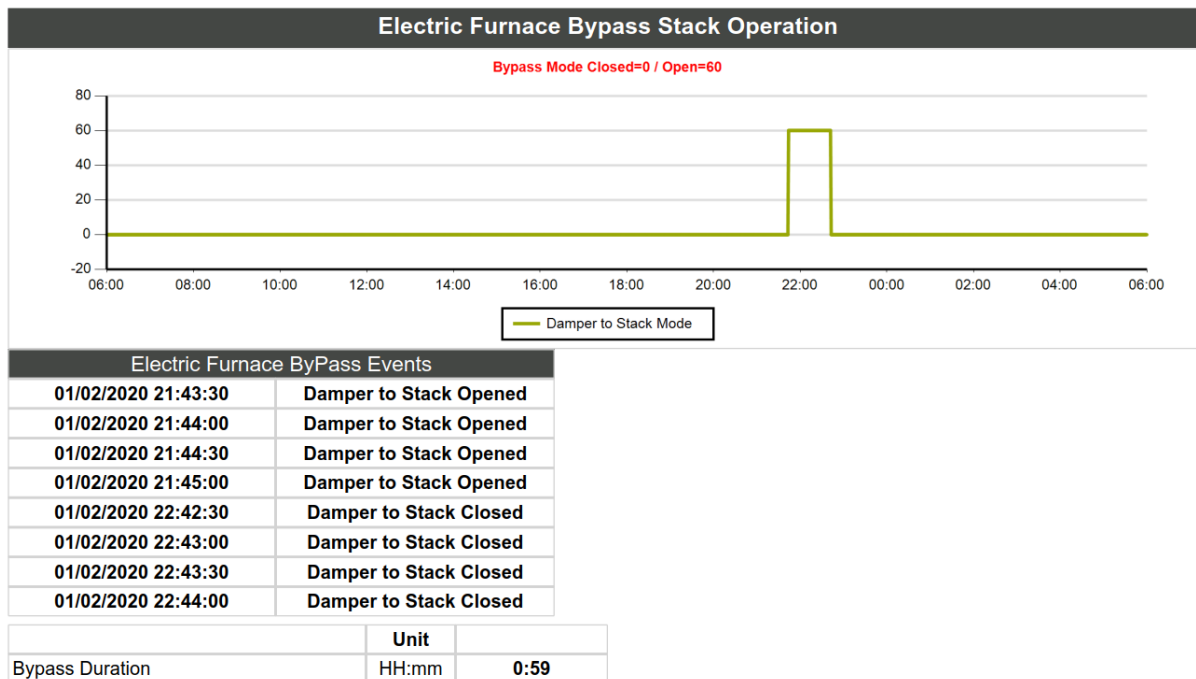 Electric Furnace Bypass Stack Operation
Bypass Mode Closed=0 / Open=60
80
60
40
20
0
-20
06:00 08:00 10:00 12:00 14:00 16:00 18:00 20:00 22:00 00:00 02:00 04:00 06:00
Damper to Stack Mode
Electric Furnace ByPass Events
01/02/2020 21:43:30 Damper to Stack Opened
01/02/2020 21:44:00 Damper to Stack Opened
01/02/2020 21:44:30 Damper to Stack Opened
01/02/2020 21:45:00 Damper to Stack Opened
01/02/2020 22:42:30 Damper to Stack Closed
01/02/2020 22:43:00 Damper to Stack Closed
01/02/2020 22:43:30 Damper to Stack Closed
01/02/2020 22:44:00 Damper to Stack Closed
Unit
Bypass Duration HH:mm 0:59